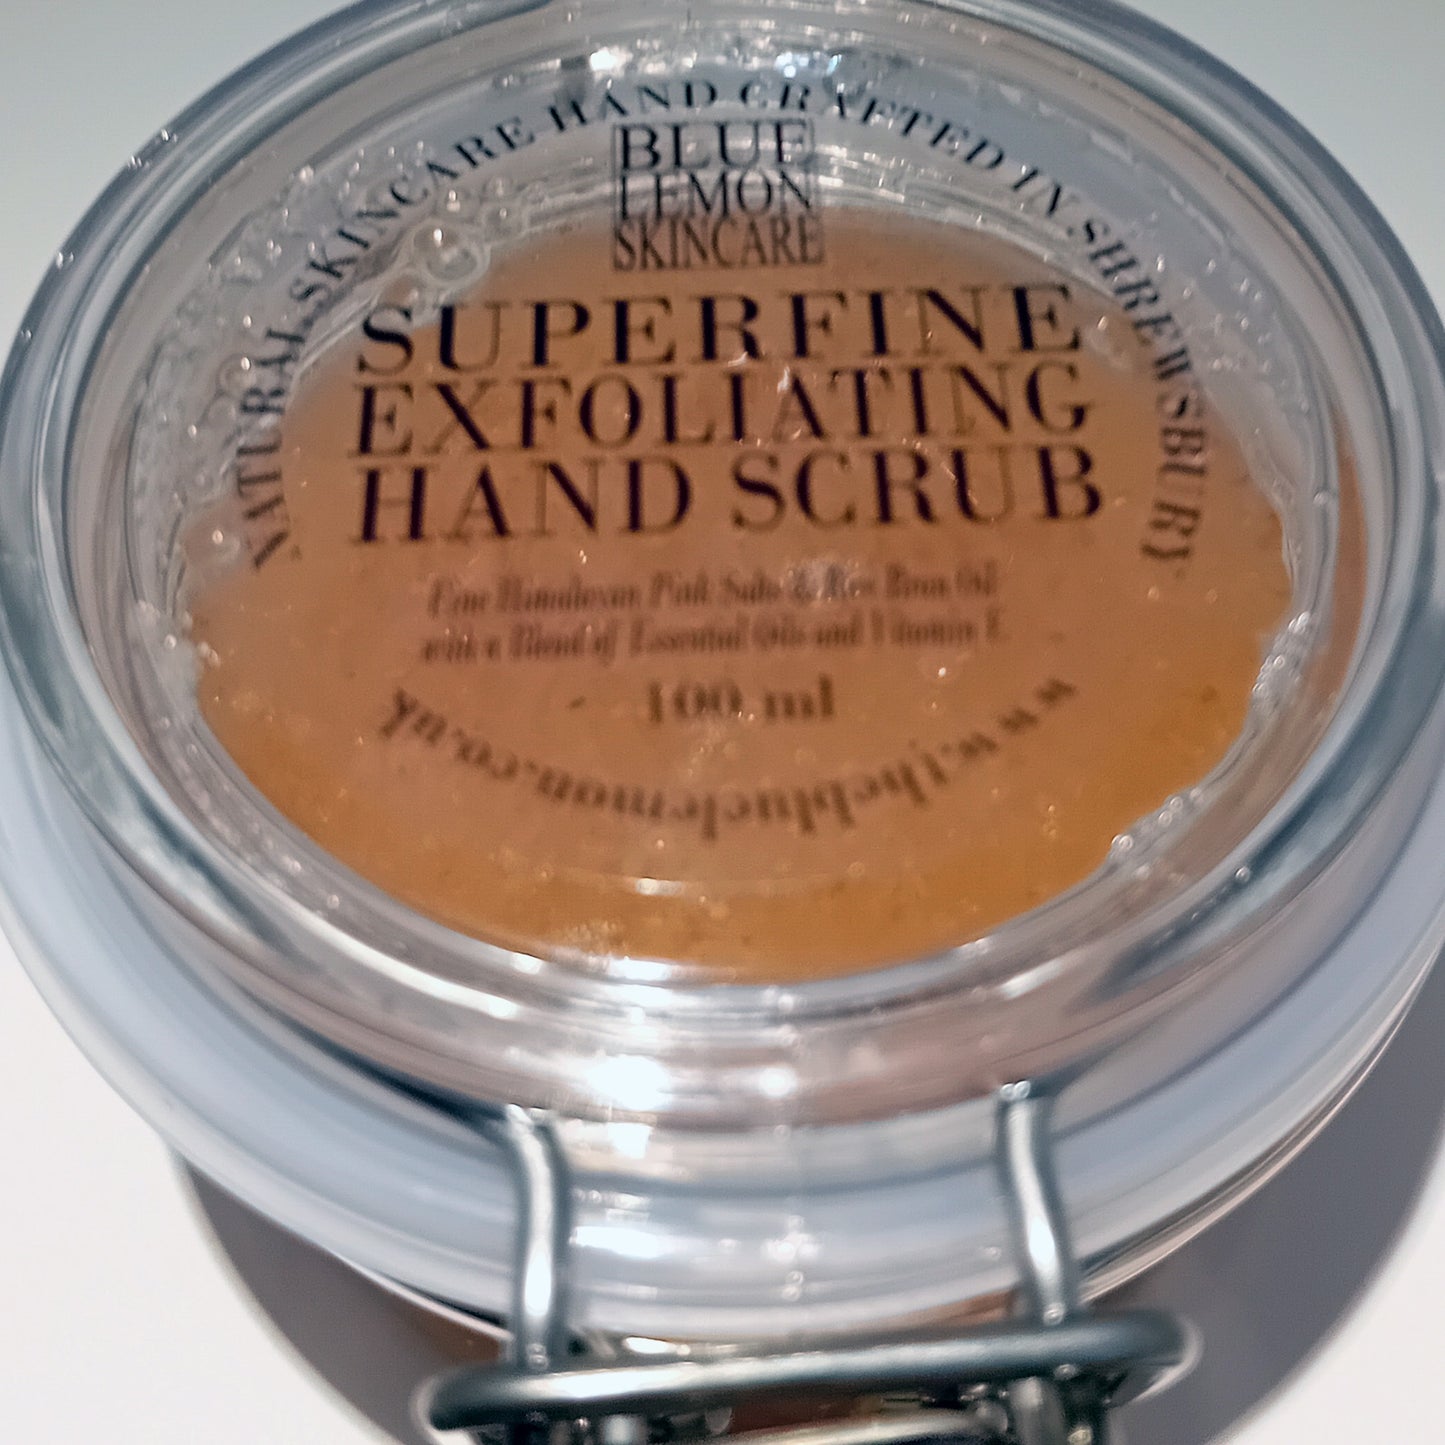 NATURAL SKINCARE HAND CRAFTED IN SHREWSBURY
BLUE
LEMON
SKINCARE
SUPERFINE
EXFOLIATING
HAND SCRUB
Fine Himalayan Pink Salts & Rice Bran Oil
with a Blend of Essential Oils and Vitamin E
100 ml
www.thebluelemon.co.uk